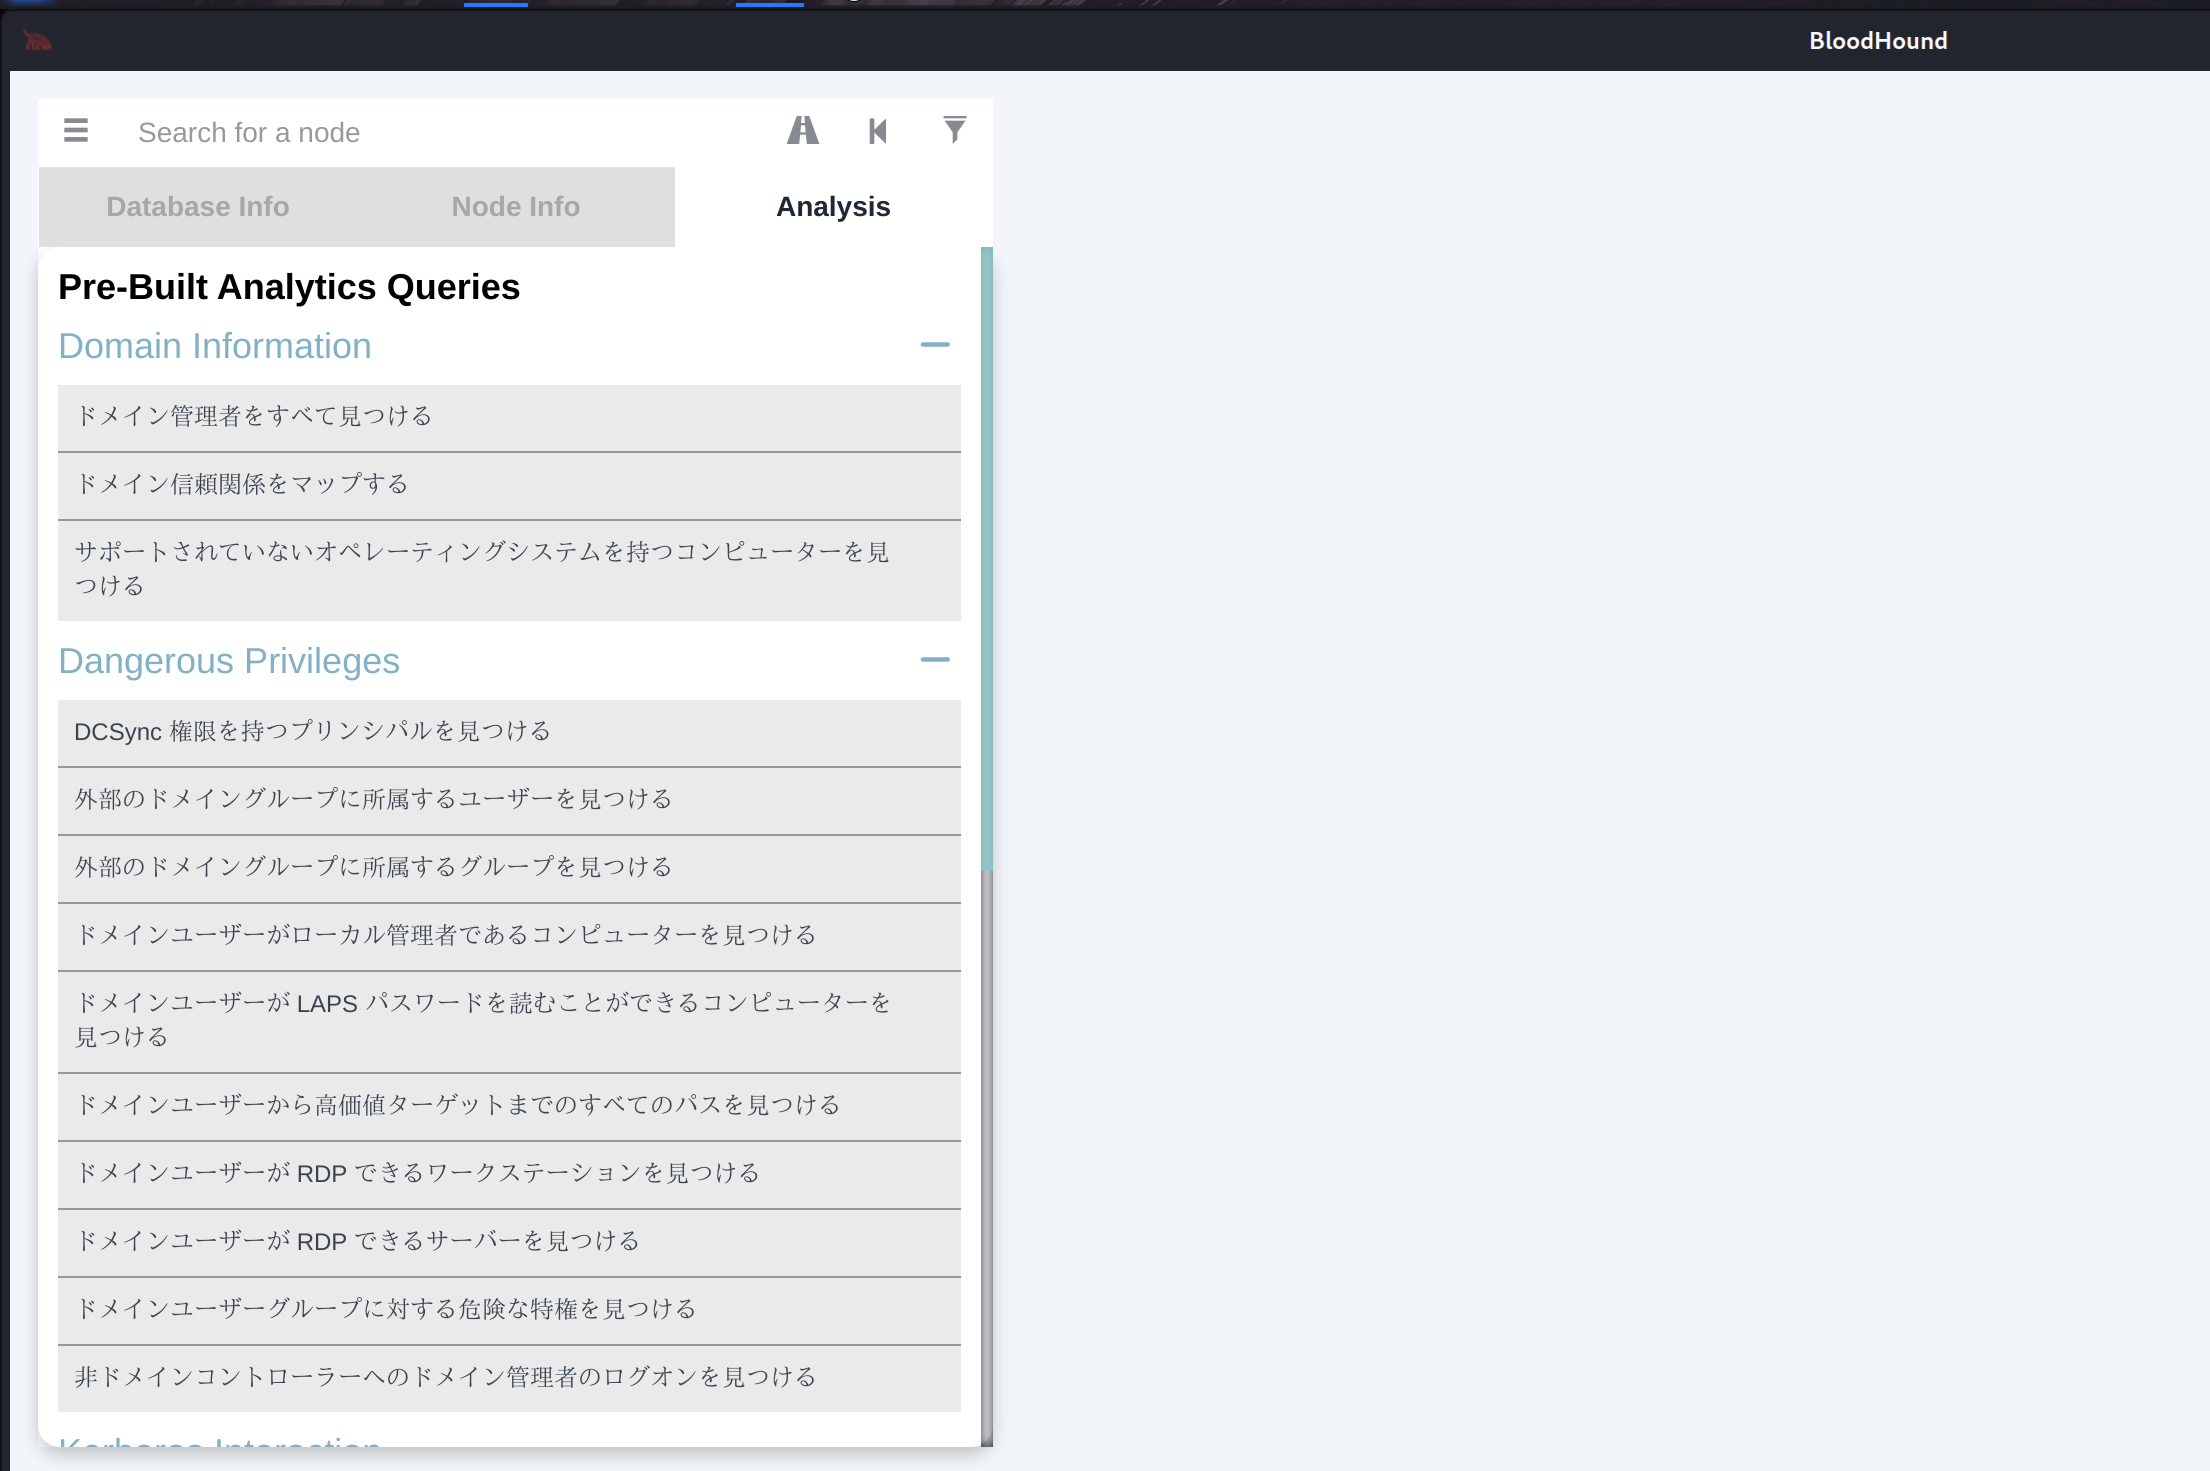 BloodHound
Search for a node
Database Info
Node Info
Analysis
Pre-Built Analytics Queries
Domain Information
ドメイン管理者をすべて見つける
ドメイン信頼関係をマップする
サポートされていないオペレーティングシステムを持つコンピューターを見
つける
Dangerous Privileges
DCSync 権限を持つプリンシパルを見つける
外部のドメイングループに所属するユーザーを見つける
外部のドメイングループに所属するグループを見つける
ドメインユーザーがローカル管理者であるコンピューターを見つける
ドメインユーザーが LAPS パスワードを読むことができるコンピューターを
見つける
ドメインユーザーから高価値ターゲットまでのすべてのパスを見つける
ドメインユーザーが RDP できるワークステーションを見つける
ドメインユーザーが RDP できるサーバーを見つける
ドメインユーザーグループに対する危険な特権を見つける
非ドメインコントローラーへのドメイン管理者のログオンを見つける
Kerberos Interaction